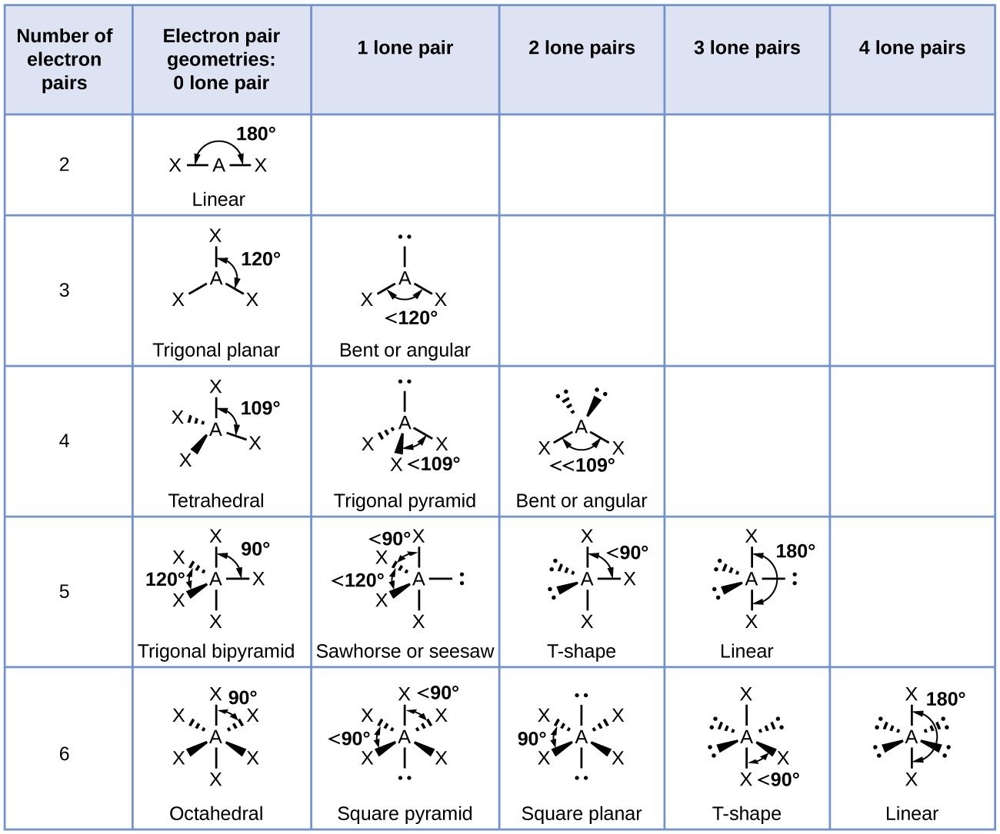 Number of
electron
pairs
Electron pair
geometries:
0 lone pair
1 lone pair
2 lone pairs
3 lone pairs
4 lone pairs
2
180°
X A X
Linear
3
X
120°
A
X X
Trigonal planar
A
X X
<120°
Bent or angular
4
X
109°
X
A
X
X
Tetrahedral
A
X X
X <109°
Trigonal pyramid
A
X X
<<109°
Bent or angular
5
X
90°
X
120° A X
X
X
Trigonal bipyramid
<90° X
X
<120° A
X
X
Sawhorse or seesaw
X
<90°
A X
X
T-shape
X
180°
A
X
Linear
6
X 90°
X X
A
X X
X
Octahedral
X <90°
X X
<90° A
X X
Square pyramid
X X
90° A
X X
Square planar
X
A
X
X <90°
T-shape
X 180°
A
X
Linear